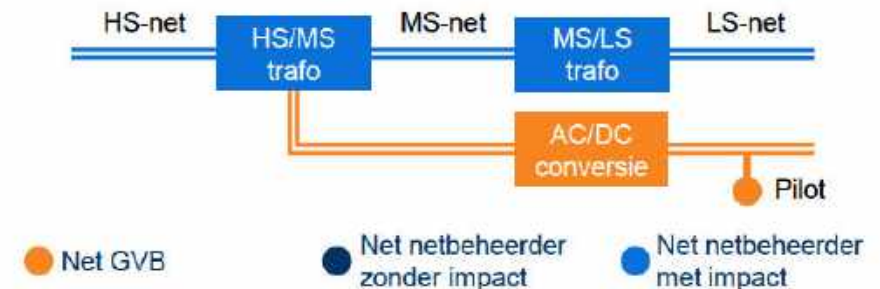 HS-net
MS-net
LS-net
HS/MS
trafo
MS/LS
trafo
AC/DC
conversie
Pilot
Net GVB
Net netbeheerder
zonder impact
Net netbeheerder
met impact